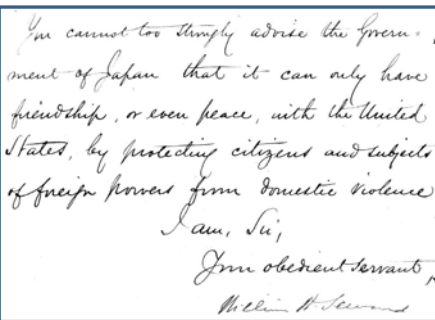 You cannot too strongly advise the Govern-
ment of Japan that it can only have
friendship, or even peace, with the United
States, by protecting citizens and subjects
of foreign powers from domestic violence
I am, Sir,
Your obedient servant,
William H Seward